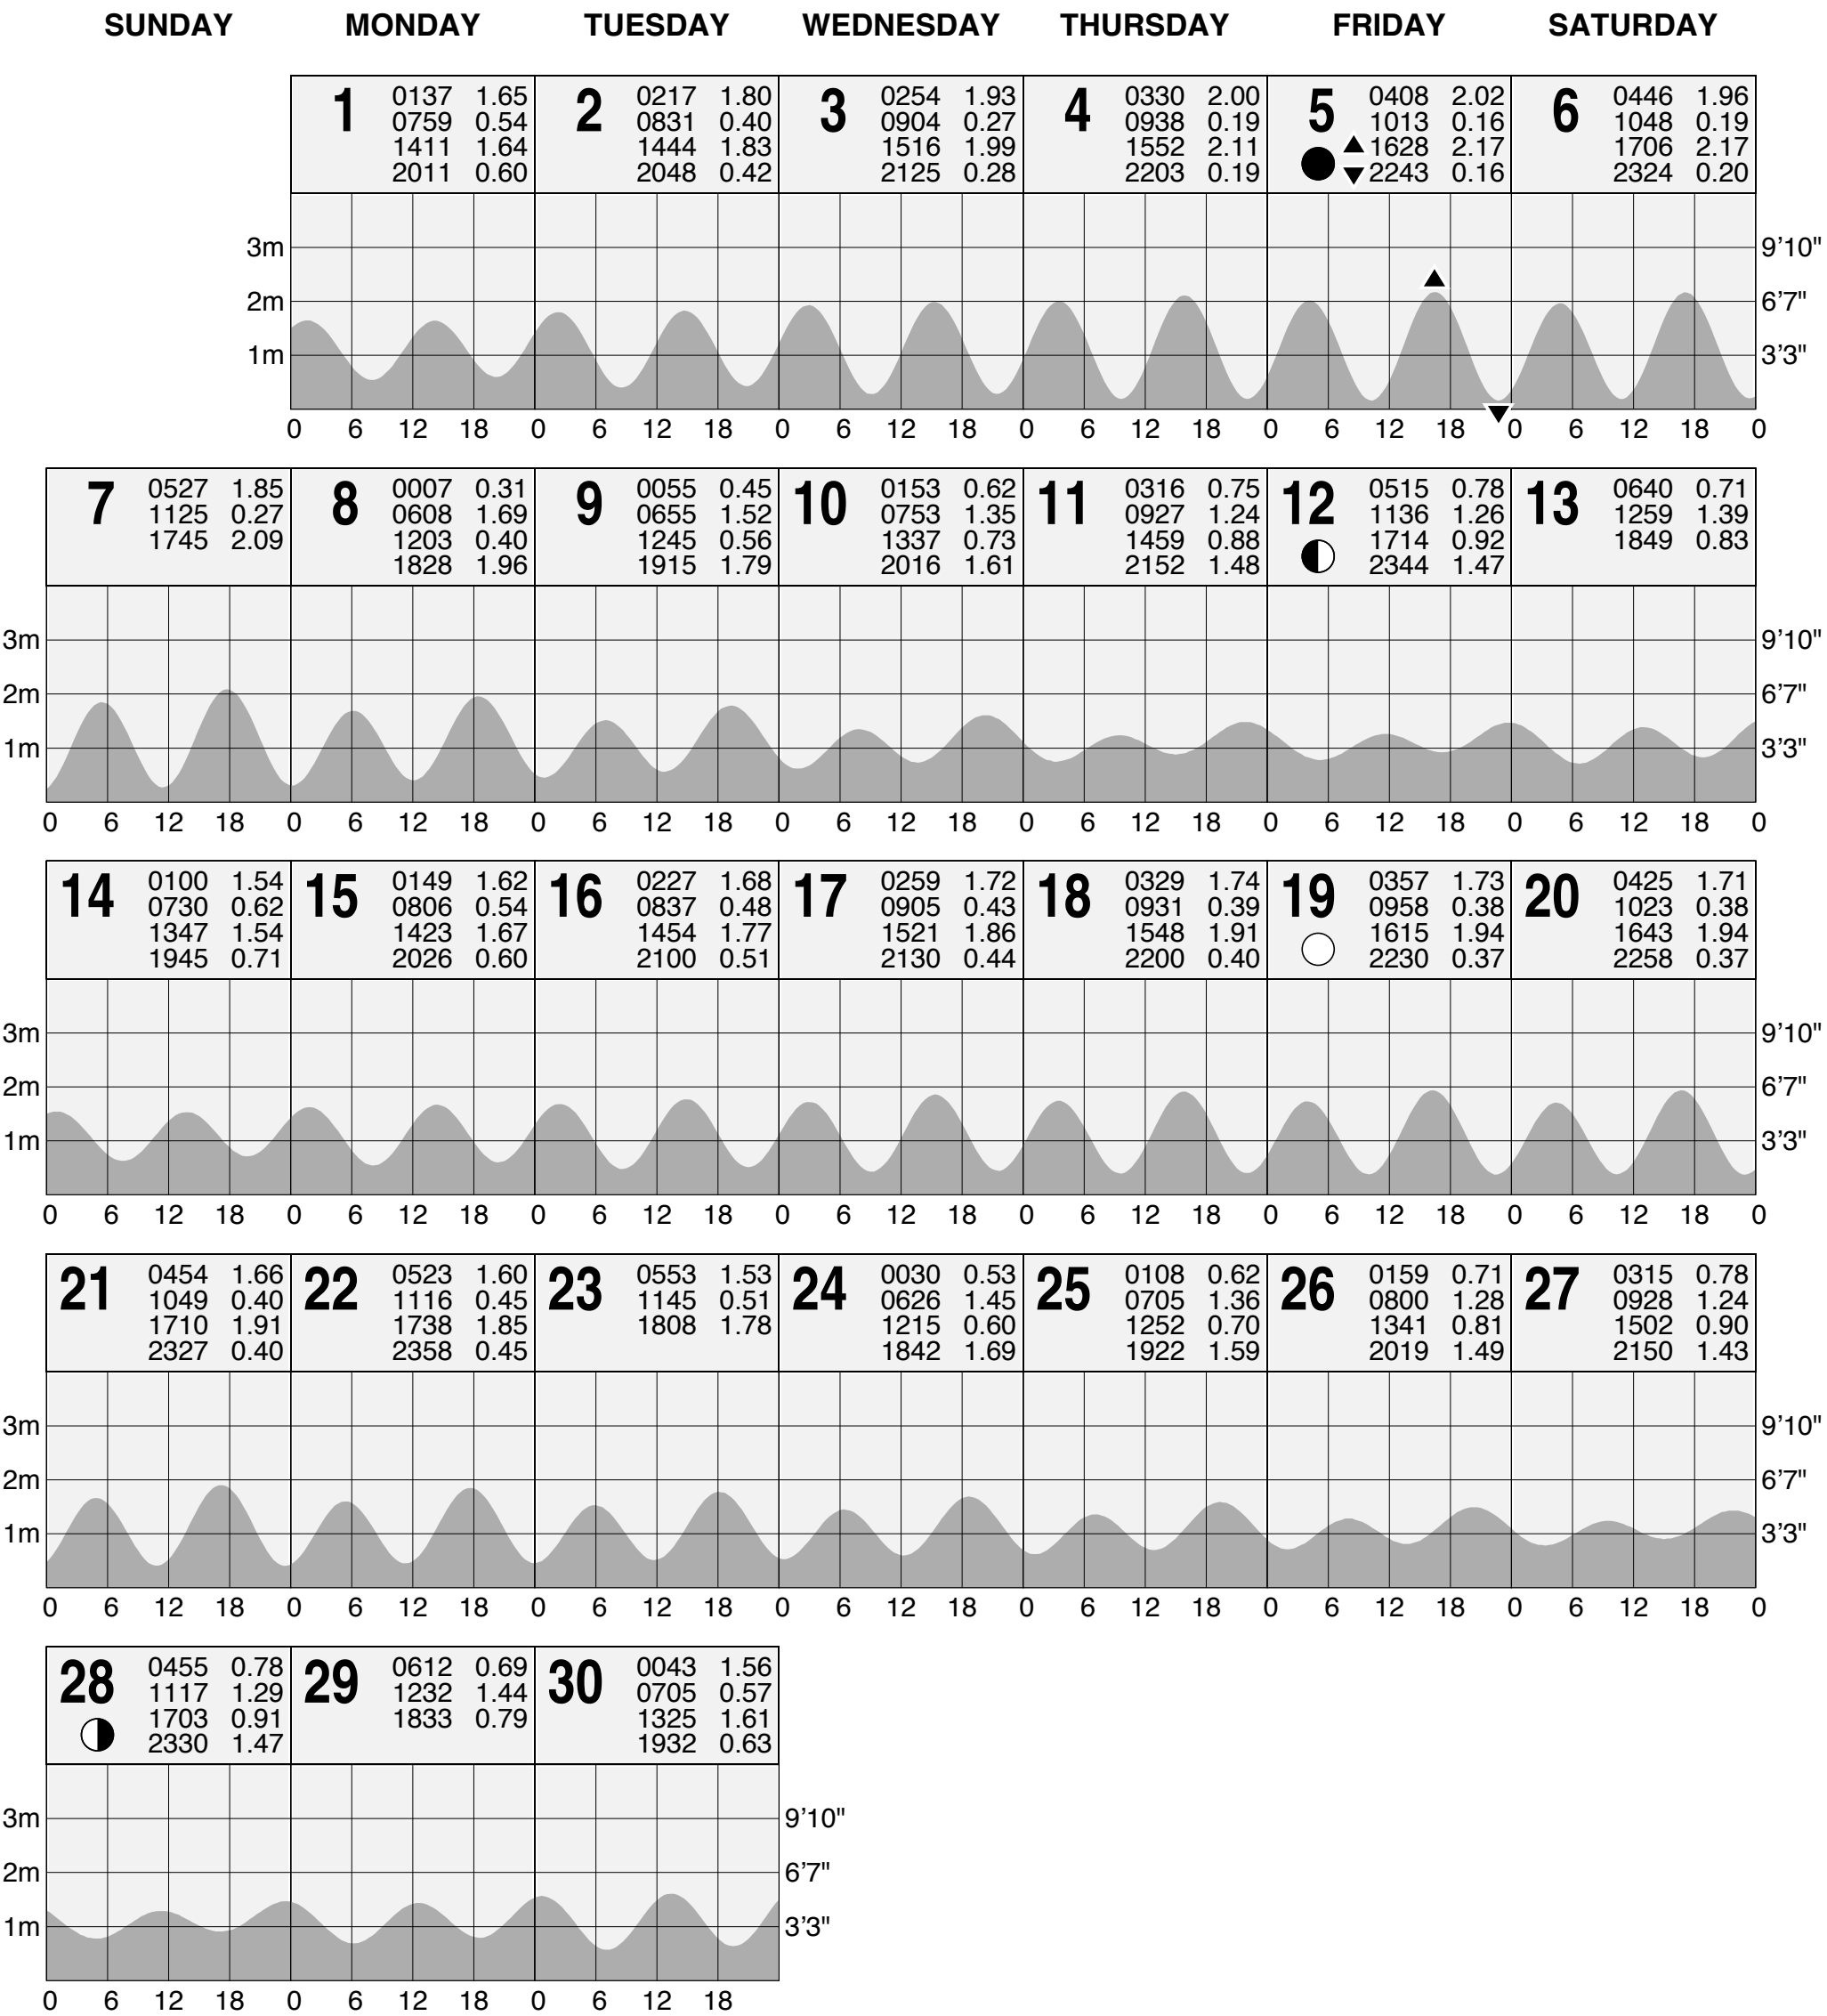 SUNDAY MONDAY TUESDAY WEDNESDAY THURSDAY FRIDAY SATURDAY
1 0137 1.65
0759 0.54
1411 1.64
2011 0.60
2 0217 1.80
0831 0.40
1444 1.83
2048 0.42
3 0254 1.93
0904 0.27
1516 1.99
2125 0.28
4 0330 2.00
0938 0.19
1552 2.11
2203 0.19
5 0408 2.02
1013 0.16
1628 2.17
2243 0.16
6 0446 1.96
1048 0.19
1706 2.17
2324 0.20
3m 9'10"
2m 6'7"
1m 3'3"
0 6 12 18 0 6 12 18 0 6 12 18 0 6 12 18 0 6 12 18 0 6 12 18 0
7 0527 1.85
1125 0.27
1745 2.09
8 0007 0.31
0608 1.69
1203 0.40
1828 1.96
9 0055 0.45
0655 1.52
1245 0.56
1915 1.79
10 0153 0.62
0753 1.35
1337 0.73
2016 1.61
11 0316 0.75
0927 1.24
1459 0.88
2152 1.48
12 0515 0.78
1136 1.26
1714 0.92
2344 1.47
13 0640 0.71
1259 1.39
1849 0.83
3m 9'10"
2m 6'7"
1m 3'3"
0 6 12 18 0 6 12 18 0 6 12 18 0 6 12 18 0 6 12 18 0 6 12 18 0 6 12 18 0
14 0100 1.54
0730 0.62
1347 1.54
1945 0.71
15 0149 1.62
0806 0.54
1423 1.67
2026 0.60
16 0227 1.68
0837 0.48
1454 1.77
2100 0.51
17 0259 1.72
0905 0.43
1521 1.86
2130 0.44
18 0329 1.74
0931 0.39
1548 1.91
2200 0.40
19 0357 1.73
0958 0.38
1615 1.94
2230 0.37
20 0425 1.71
1023 0.38
1643 1.94
2258 0.37
3m 9'10"
2m 6'7"
1m 3'3"
0 6 12 18 0 6 12 18 0 6 12 18 0 6 12 18 0 6 12 18 0 6 12 18 0 6 12 18 0
21 0454 1.66
1049 0.40
1710 1.91
2327 0.40
22 0523 1.60
1116 0.45
1738 1.85
2358 0.45
23 0553 1.53
1145 0.51
1808 1.78
24 0030 0.53
0626 1.45
1215 0.60
1842 1.69
25 0108 0.62
0705 1.36
1252 0.70
1922 1.59
26 0159 0.71
0800 1.28
1341 0.81
2019 1.49
27 0315 0.78
0928 1.24
1502 0.90
2150 1.43
3m 9'10"
2m 6'7"
1m 3'3"
0 6 12 18 0 6 12 18 0 6 12 18 0 6 12 18 0 6 12 18 0 6 12 18 0 6 12 18 0
28 0455 0.78
1117 1.29
1703 0.91
2330 1.47
29 0612 0.69
1232 1.44
1833 0.79
30 0043 1.56
0705 0.57
1325 1.61
1932 0.63
3m 9'10"
2m 6'7"
1m 3'3"
0 6 12 18 0 6 12 18 0 6 12 18